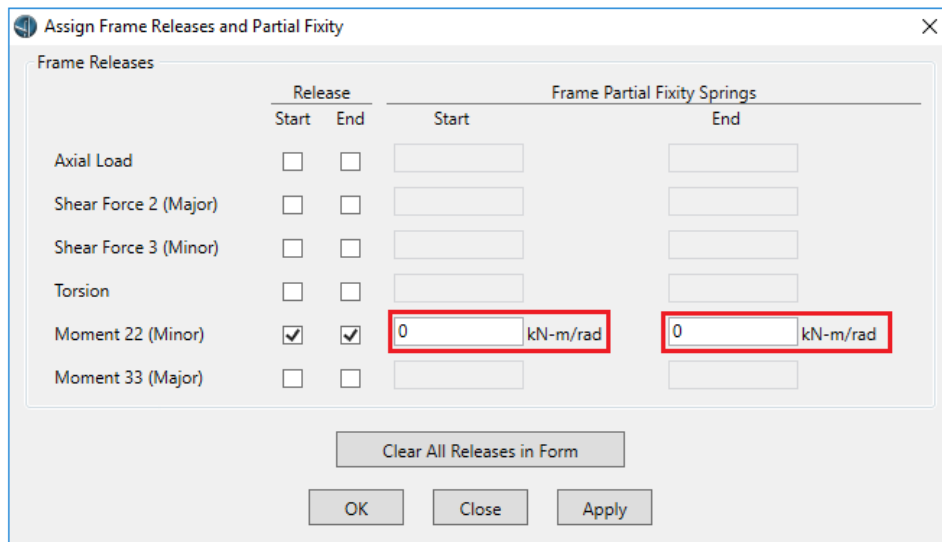 Assign Frame Releases and Partial Fixity
Frame Releases
Release Frame Partial Fixity Springs
Start End Start End
Axial Load
Shear Force 2 (Major)
Shear Force 3 (Minor)
Torsion
Moment 22 (Minor) 0 kN-m/rad 0 kN-m/rad
Moment 33 (Major)
Clear All Releases in Form
OK Close Apply